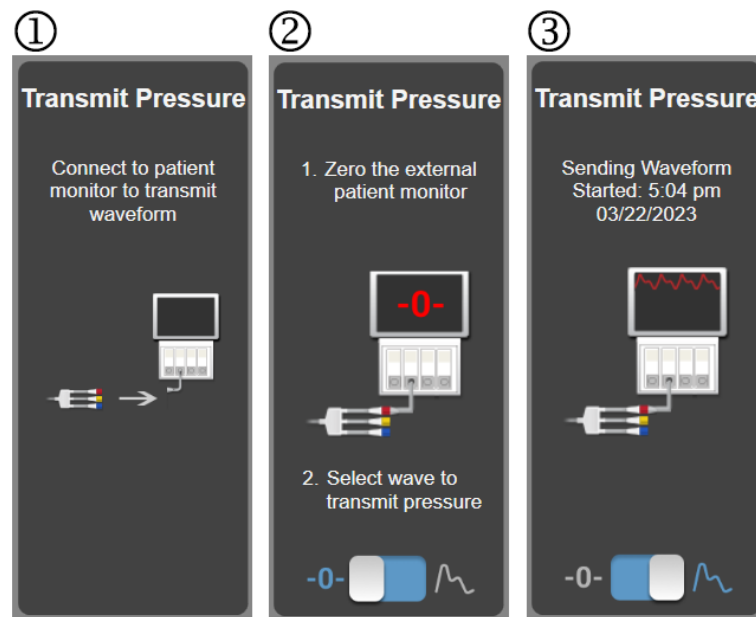 ①
Transmit Pressure
Connect to patient
monitor to transmit
waveform
②
Transmit Pressure
1. Zero the external
patient monitor
-0-
2. Select wave to
transmit pressure
-0-
③
Transmit Pressure
Sending Waveform
Started: 5:04 pm
03/22/2023
-0-